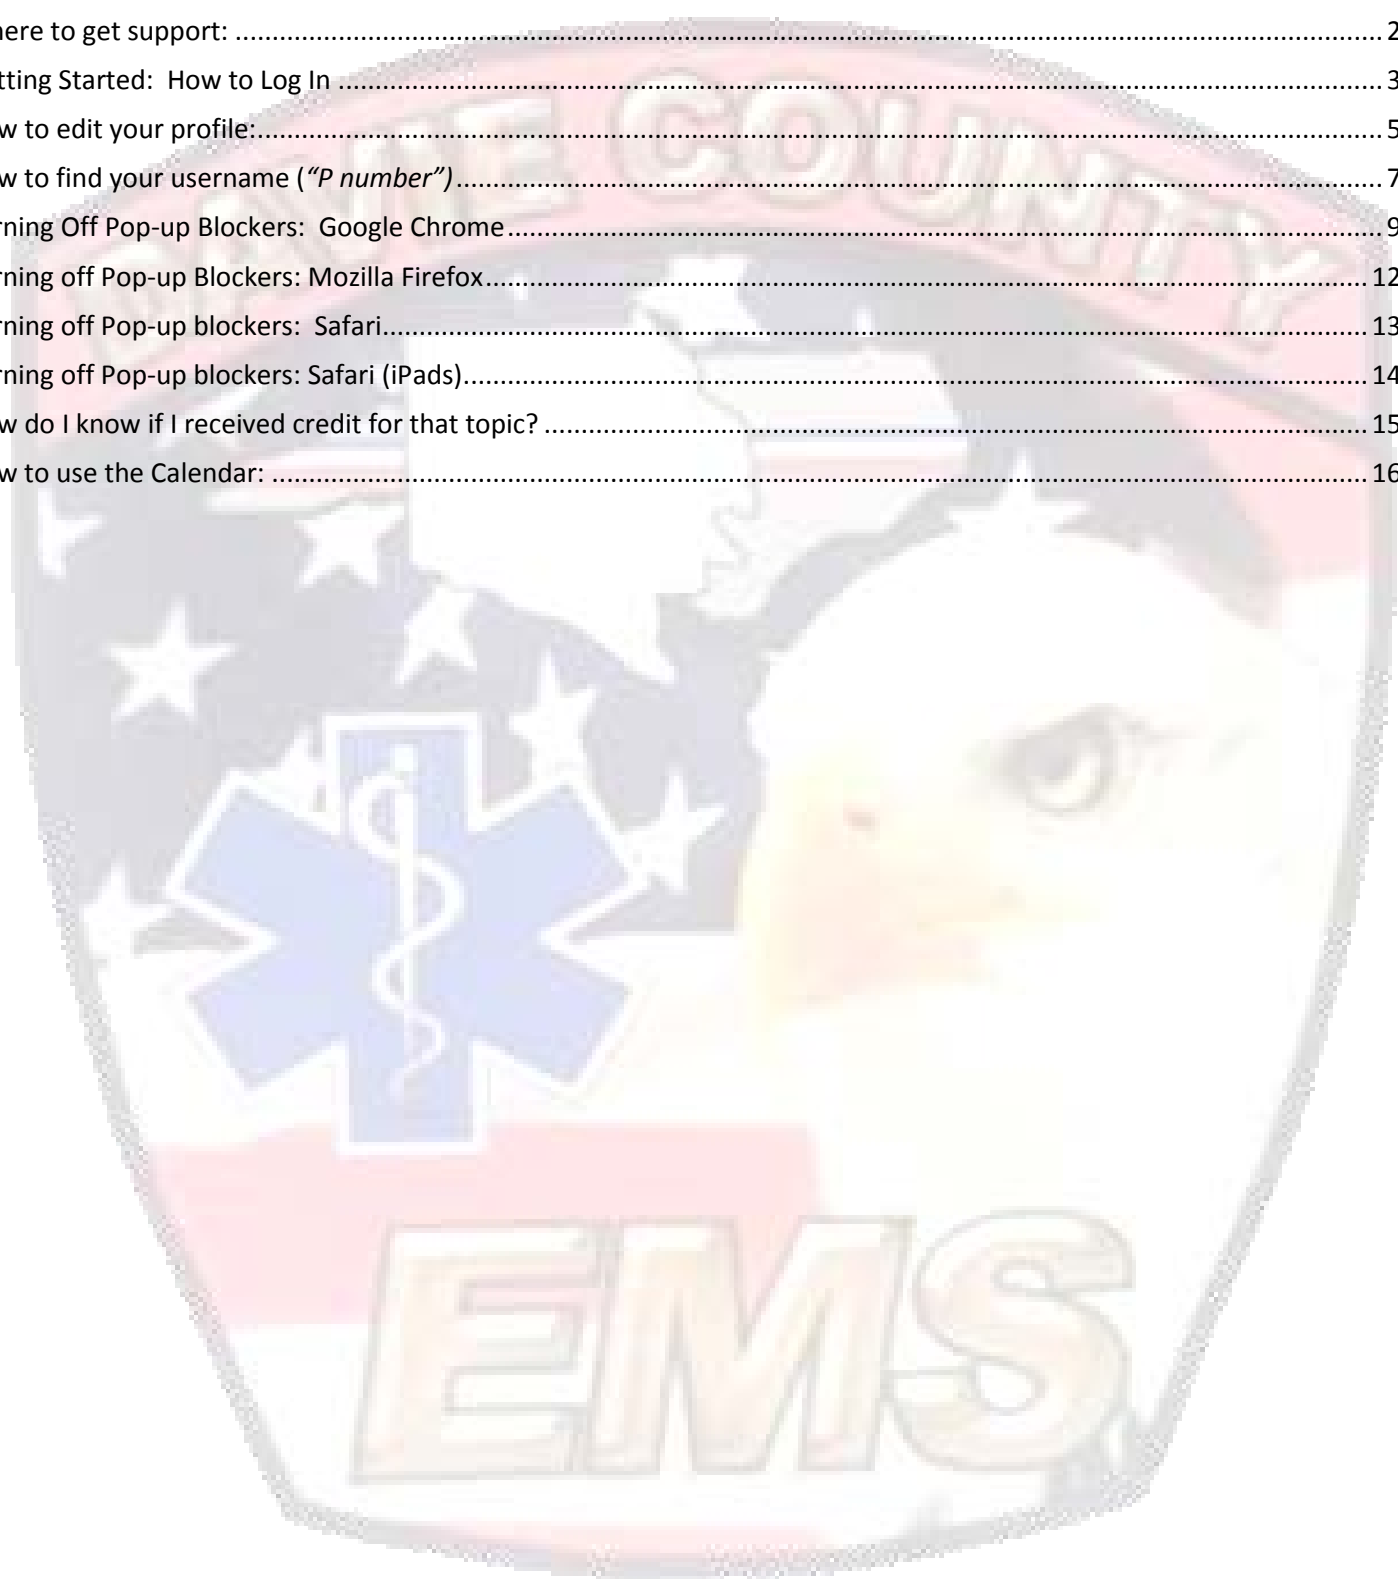 here to get support: ........ 2
tting Started:  How to Log In ........ 3
w to edit your profile: ........ 5
w to find your username (“P number”) ........ 7
rning Off Pop-up Blockers:  Google Chrome ........ 9
rning off Pop-up Blockers: Mozilla Firefox ........ 12
rning off Pop-up blockers:  Safari ........ 13
rning off Pop-up blockers: Safari (iPads) ........ 14
w do I know if I received credit for that topic? ........ 15
w to use the Calendar: ........ 16
DAVIE COUNTY
EMS